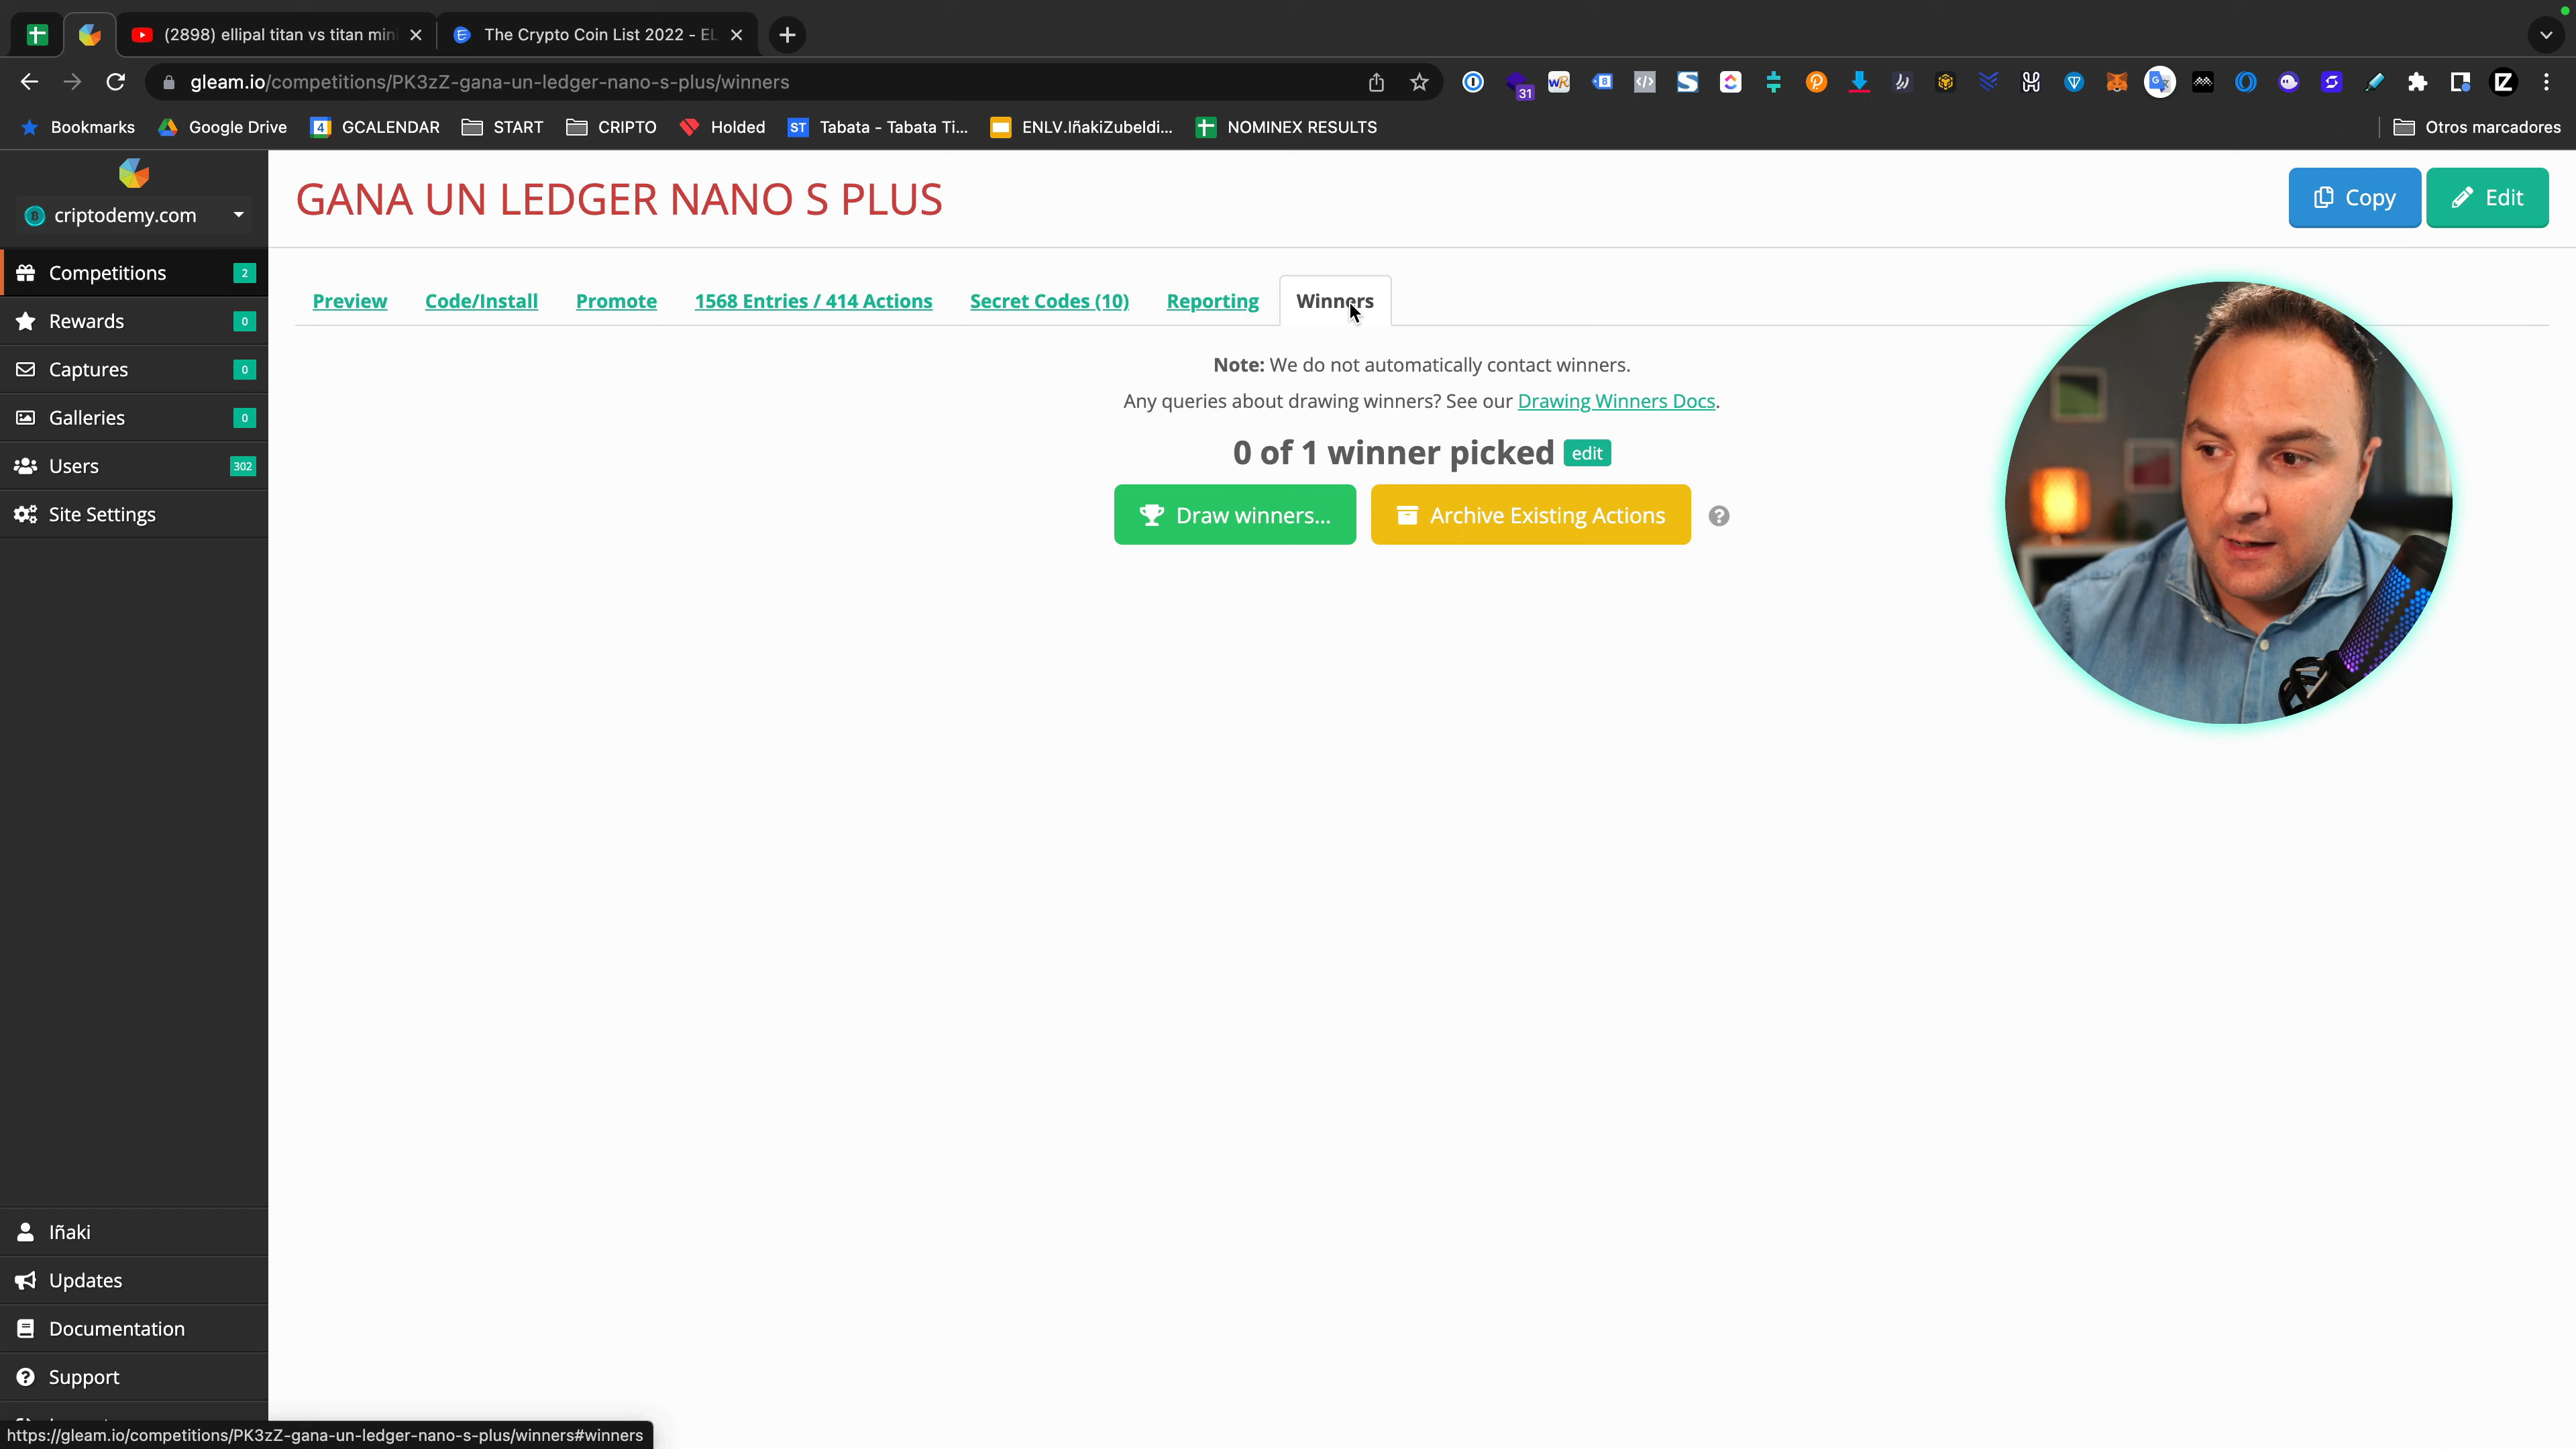 (2898) ellipal titan vs titan mini
The Crypto Coin List 2022 - EL
gleam.io/competitions/PK3zZ-gana-un-ledger-nano-s-plus/winners
31
Bookmarks
Google Drive
4 GCALENDAR
START
CRIPTO
Holded
ST Tabata - Tabata Ti...
ENLV.IñakiZubeldi...
NOMINEX RESULTS
Otros marcadores
criptodemy.com
GANA UN LEDGER NANO S PLUS
Copy
Edit
Competitions 2
Rewards 0
Captures 0
Galleries 0
Users 302
Site Settings
Preview
Code/Install
Promote
1568 Entries / 414 Actions
Secret Codes (10)
Reporting
Winners
Note: We do not automatically contact winners.
Any queries about drawing winners? See our Drawing Winners Docs.
0 of 1 winner picked edit
Draw winners...
Archive Existing Actions
?
Iñaki
Updates
Documentation
Support
https://gleam.io/competitions/PK3zZ-gana-un-ledger-nano-s-plus/winners#winners